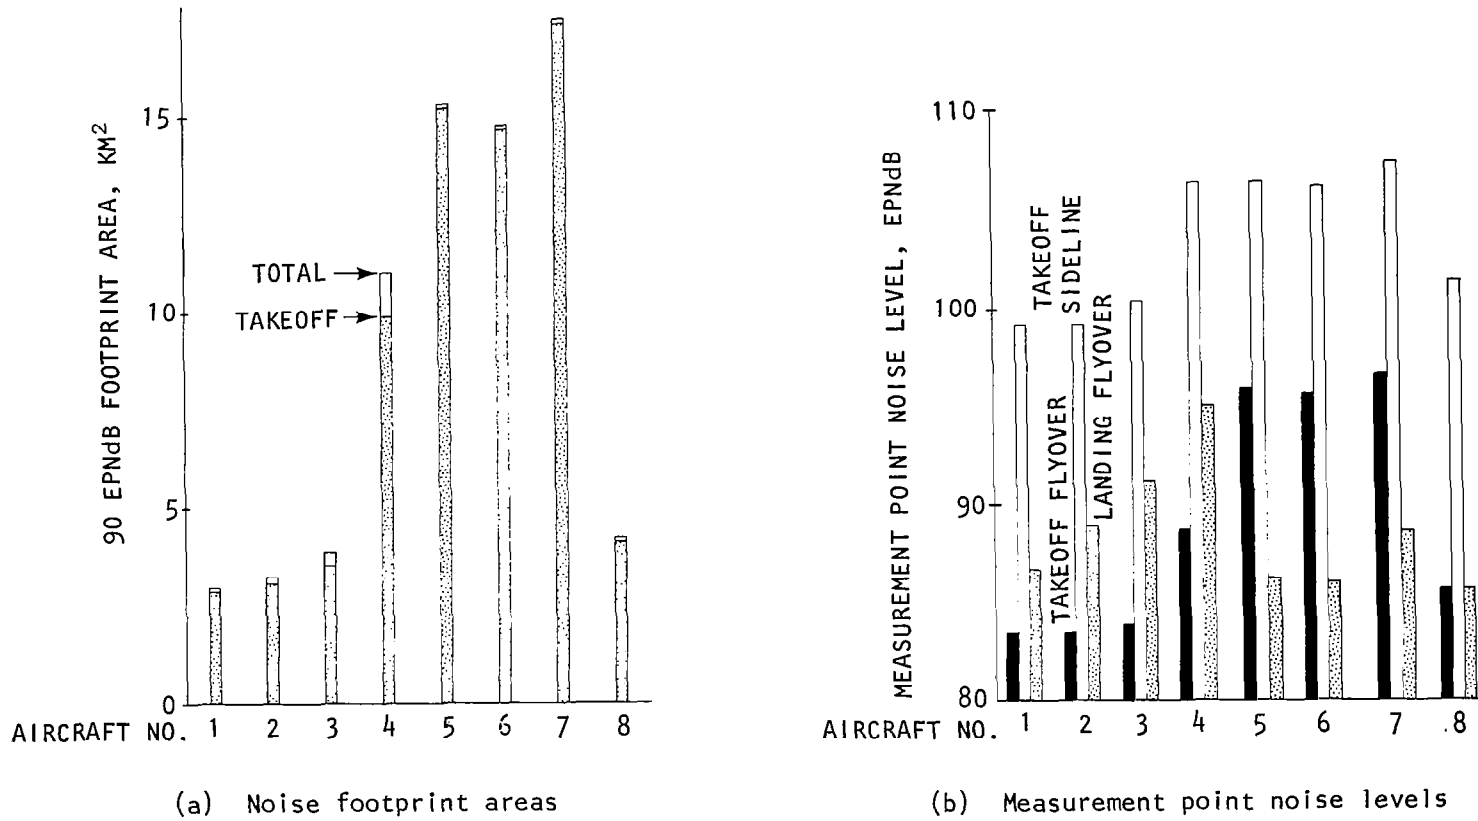 90 EPNdB FOOTPRINT AREA, KM2
15
10
5
0
TOTAL
TAKEOFF
AIRCRAFT NO. 1 2 3 4 5 6 7 8
(a) Noise footprint areas
MEASUREMENT POINT NOISE LEVEL, EPNdB
110
100
90
80
TAKEOFF
SIDELINE
TAKEOFF FLYOVER
LANDING FLYOVER
AIRCRAFT NO. 1 2 3 4 5 6 7 .8
(b) Measurement point noise levels